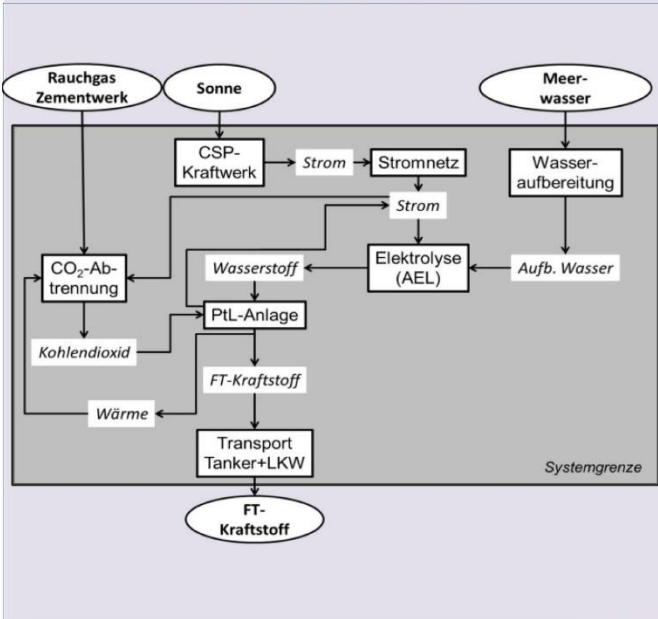 Rauchgas
Zementwerk
Sonne
Meer-
wasser
CSP-
Kraftwerk
Strom
Stromnetz
Wasser-
aufbereitung
Strom
CO₂-Ab-
trennung
Wasserstoff
Elektrolyse
(AEL)
Aufb. Wasser
PtL-Anlage
Kohlendioxid
FT-Kraftstoff
Wärme
Transport
Tanker+LKW
Systemgrenze
FT-
Kraftstoff